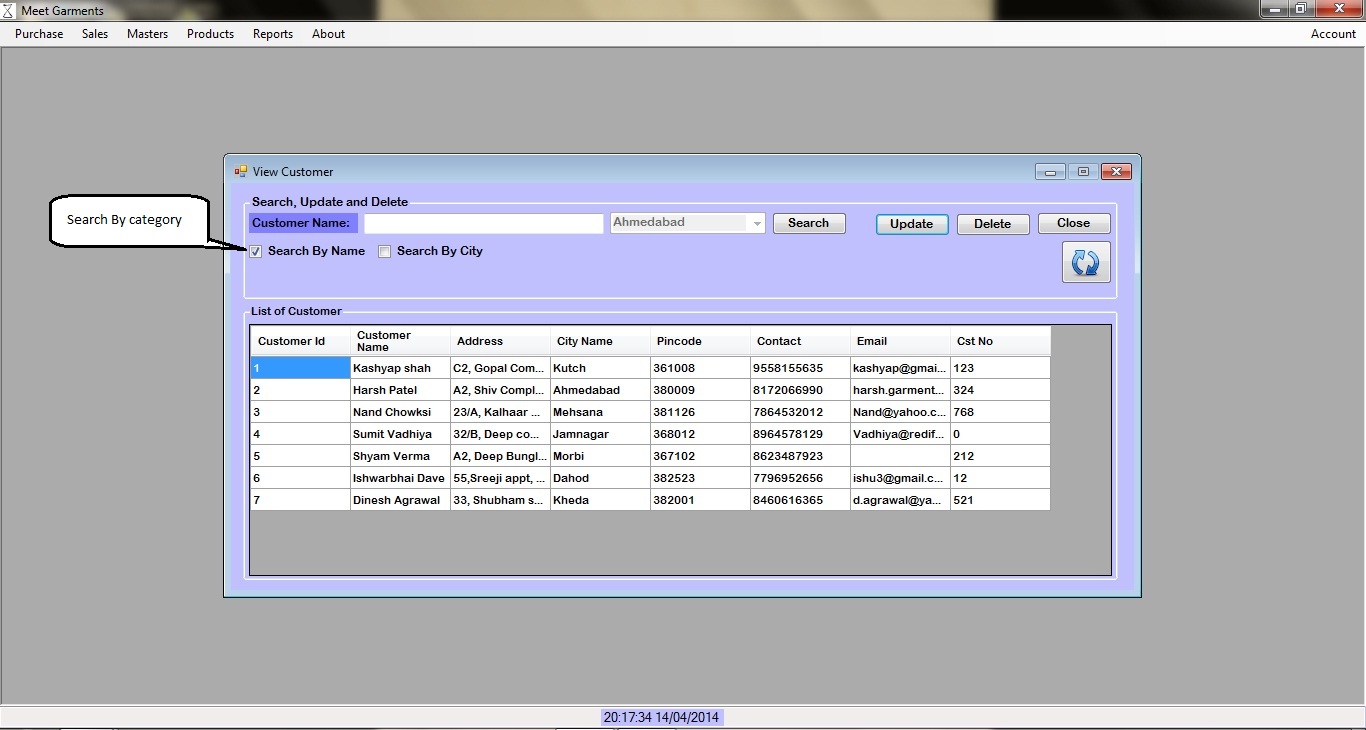 Meet Garments
Purchase Sales Masters Products Reports About Account
View Customer
Search By category
Search, Update and Delete
Customer Name: Ahmedabad Search Update Delete Close
Search By Name Search By City
List of Customer
Customer Id Customer Name Address City Name Pincode Contact Email Cst No
1 Kashyap shah C2, Gopal Com... Kutch 361008 9558155635 kashyap@gmai... 123
2 Harsh Patel A2, Shiv Compl... Ahmedabad 380009 8172066990 harsh.garment... 324
3 Nand Chowksi 23/A, Kalhaar ... Mehsana 381126 7864532012 Nand@yahoo.c... 768
4 Sumit Vadhiya 32/B, Deep co... Jamnagar 368012 8964578129 Vadhiya@redif... 0
5 Shyam Verma A2, Deep Bungl... Morbi 367102 8623487923 212
6 Ishwarbhai Dave 55,Sreeji appt, ... Dahod 382523 7796952656 ishu3@gmail.c... 12
7 Dinesh Agrawal 33, Shubham s... Kheda 382001 8460616365 d.agrawal@ya... 521
20:17:34 14/04/2014